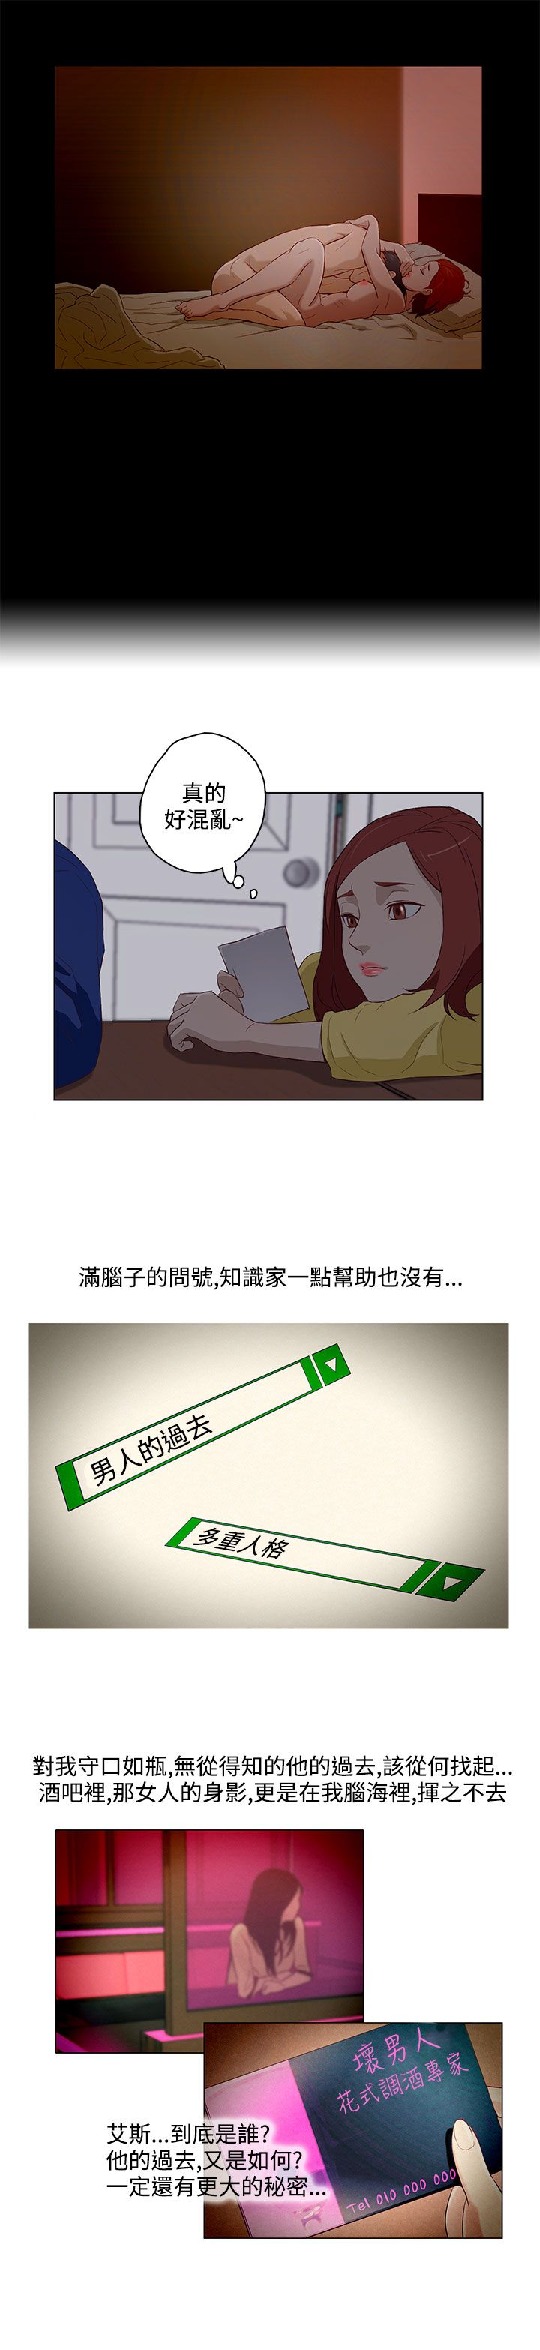 真的
好混亂~
滿腦子的問號,知識家一點幫助也沒有...
男人的過去
多重人格
對我守口如瓶,無從得知的他的過去,該從何找起...
酒吧裡,那女人的身影,更是在我腦海裡,揮之不去
壞男人
花式調酒專家
Tel 010 000 000
艾斯...到底是誰?
他的過去,又是如何?
一定還有更大的秘密...